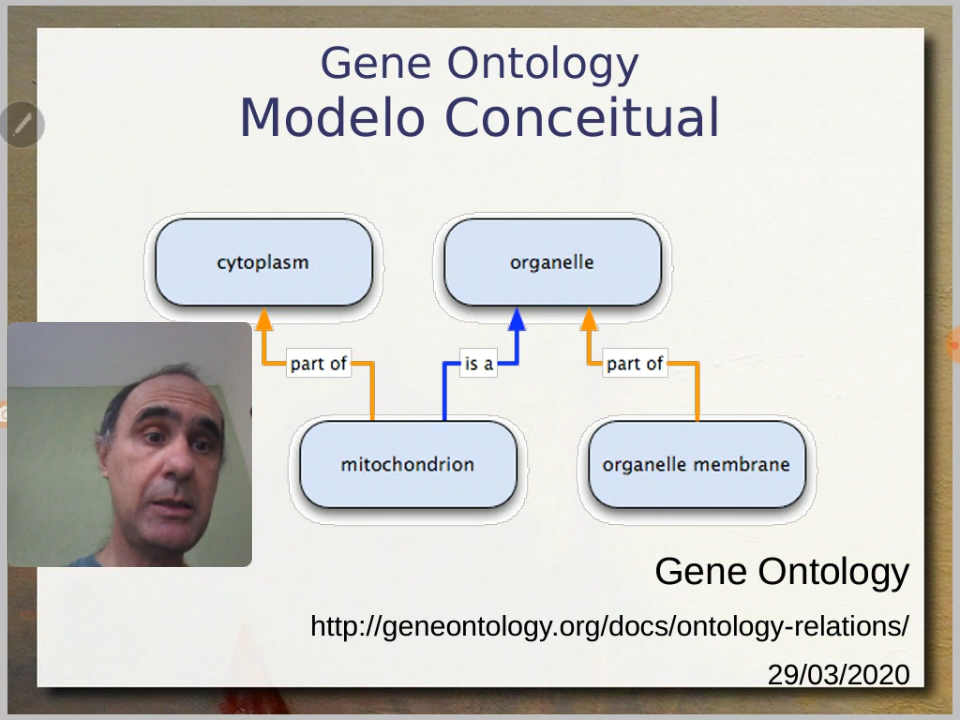 Gene Ontology
Modelo Conceitual
cytoplasm
organelle
part of
is a
part of
mitochondrion
organelle membrane
Gene Ontology
http://geneontology.org/docs/ontology-relations/
29/03/2020